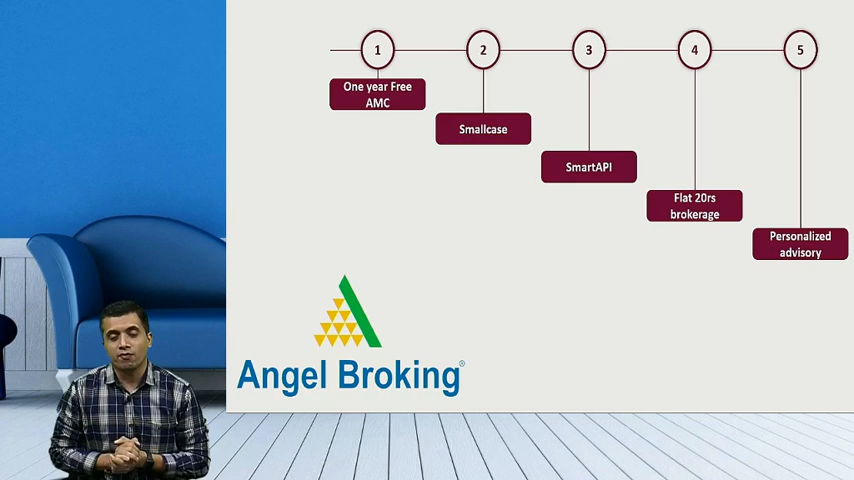 1
2
3
4
5
One year Free
AMC
Smallcase
SmartAPI
Flat 20rs
brokerage
Personalized
advisory
Angel Broking®